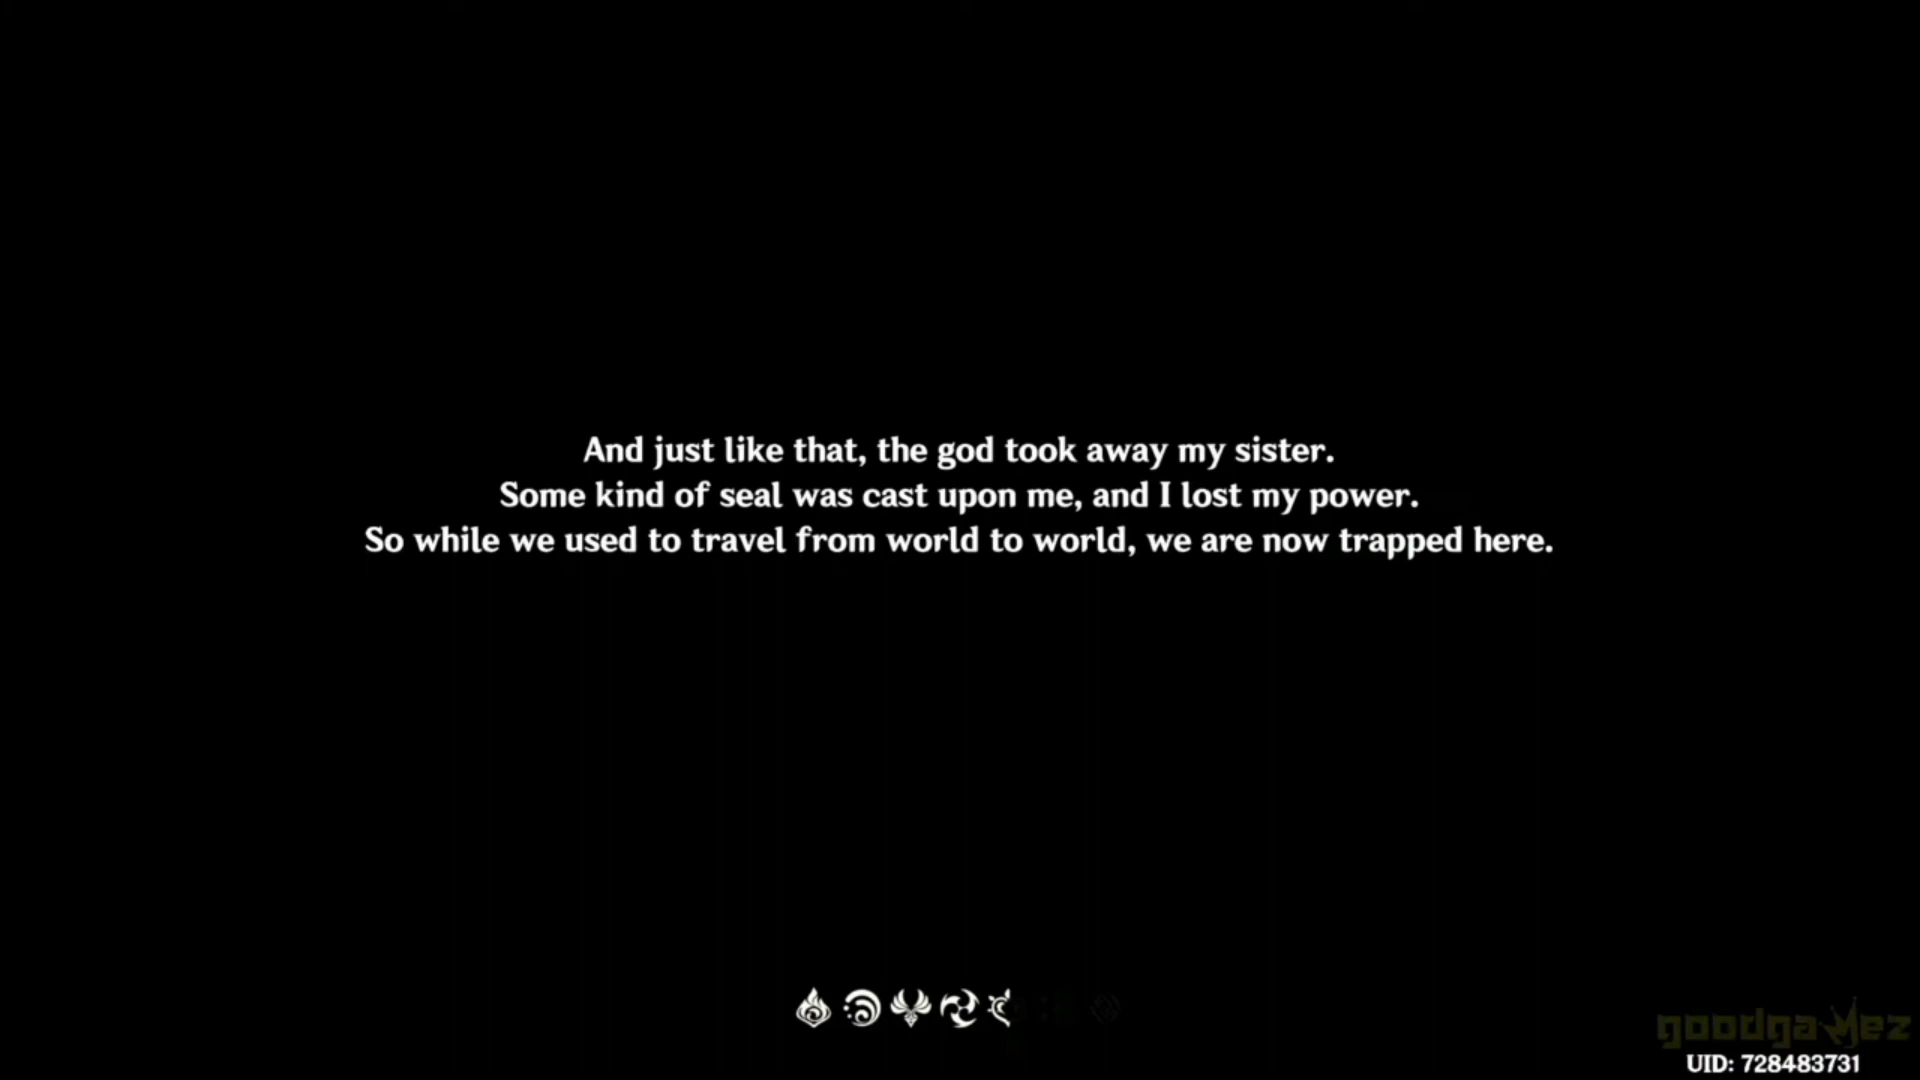 And just like that, the god took away my sister.
Some kind of seal was cast upon me, and I lost my power.
So while we used to travel from world to world, we are now trapped here.
goodgamez
UID: 728483731